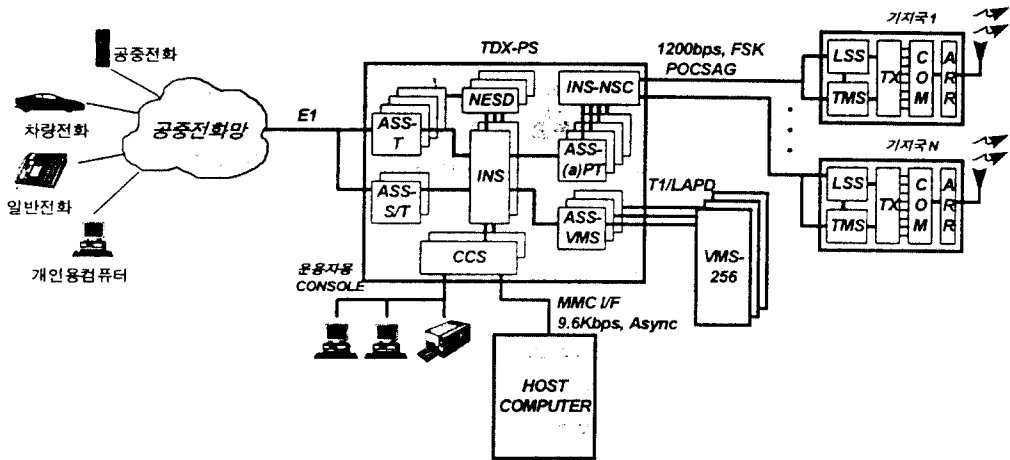 공중전화
차량전화
일반전화
개인용컴퓨터
공중전화망
E1
TDX-PS
NESD
ASS-
T
ASS-
S/T
INS
INS-NSC
ASS-
(a)PT
ASS-
VMS
CCS
운용자용
CONSOLE
MMC I/F
9.6Kbps, Async
HOST
COMPUTER
1200bps, FSK
POCSAG
T1/LAPD
VMS-
256
기지국 1
LSS
TMS
TX
C
O
M
A
R
R
기지국 N
LSS
TMS
TX
C
O
M
A
R
R